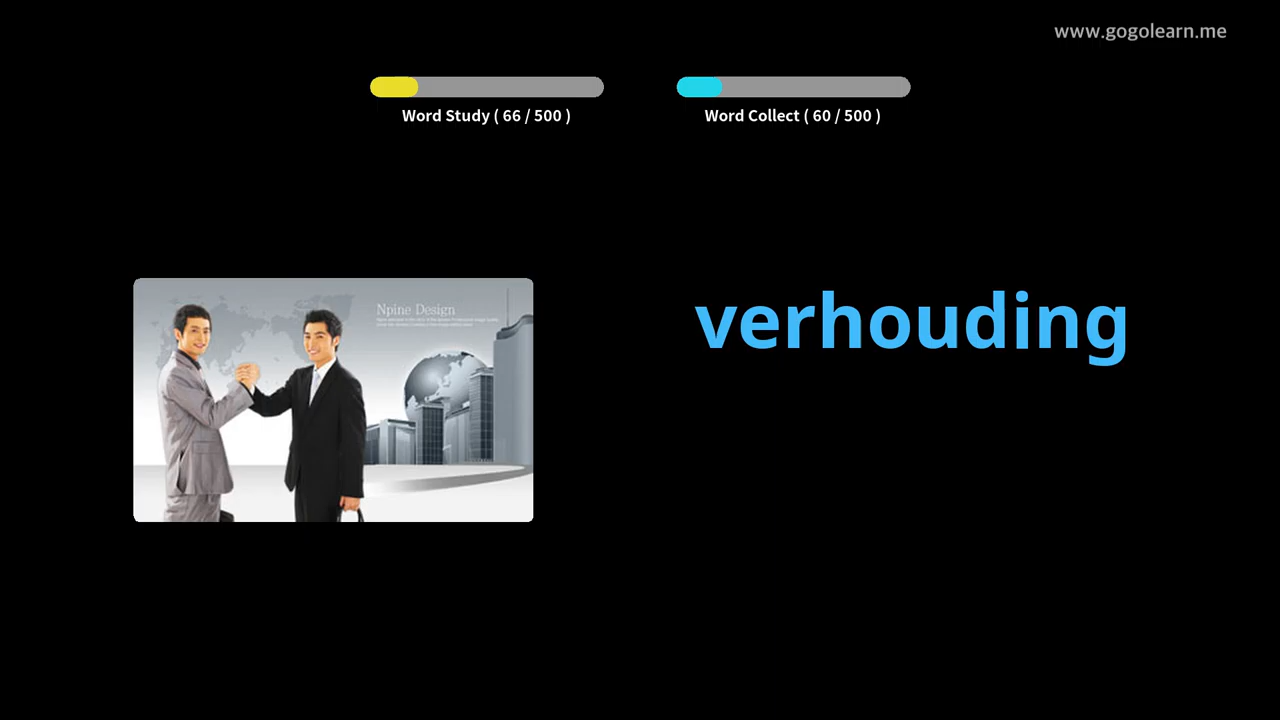 www.gogolearn.me
Word Study ( 66 / 500 )
Word Collect ( 60 / 500 )
verhouding
Npine Design